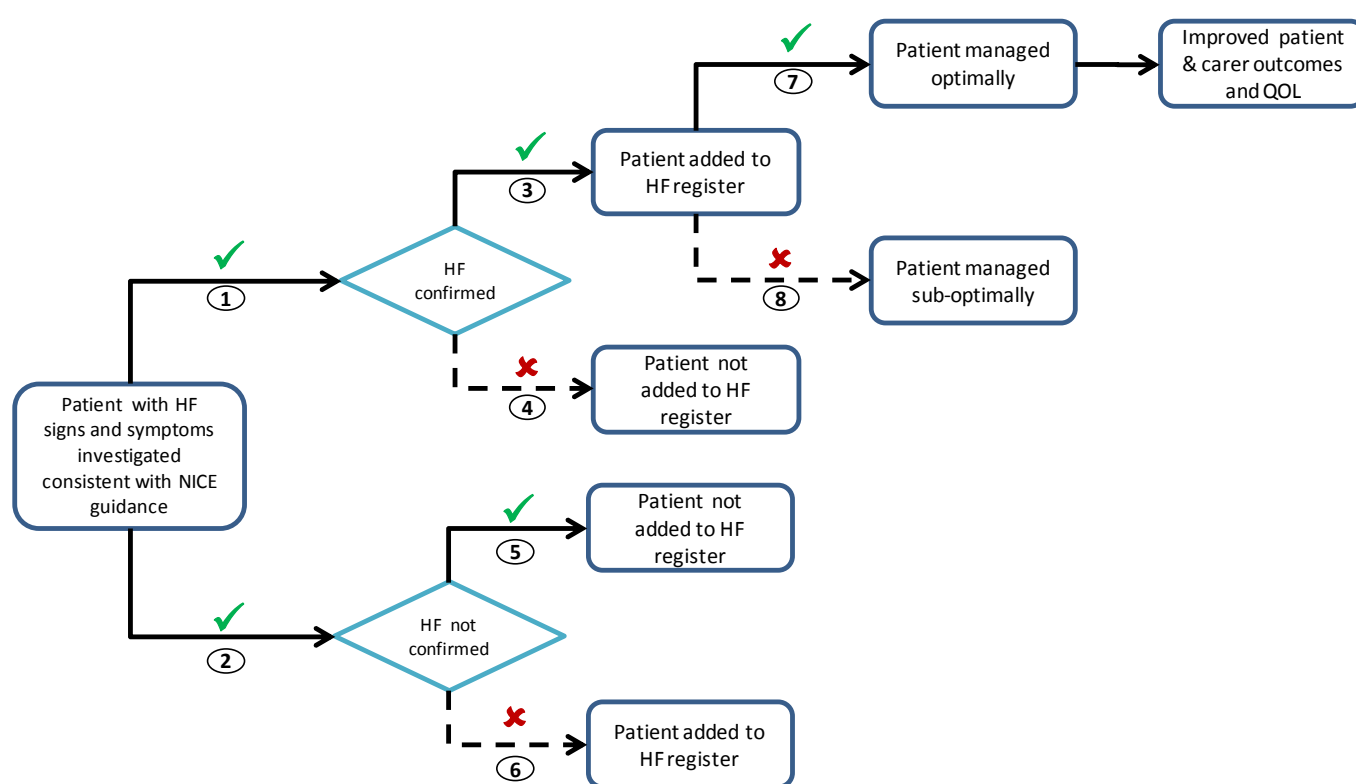 Patient managed
optimally
Improved patient
& carer outcomes
and QOL
7
Patient added to
HF register
3
HF
confirmed
1
8
Patient managed
sub-optimally
4
Patient not
added to HF
register
Patient with HF
signs and symptoms
investigated
consistent with NICE
guidance
5
Patient not
added to HF
register
HF not
confirmed
2
6
Patient added to
HF register